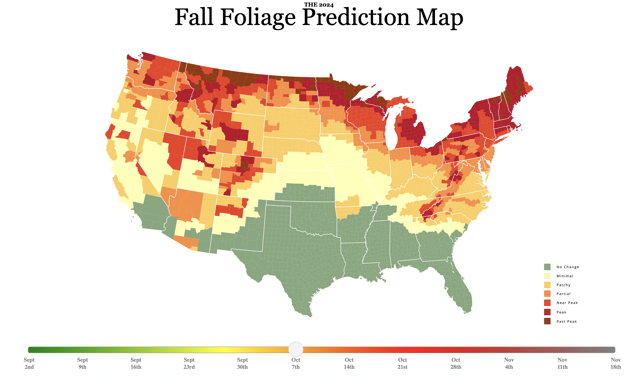 THE 2024
Fall Foliage Prediction Map
No Change
Minimal
Patchy
Partial
Near Peak
Peak
Past Peak
Sept Sept Sept Sept Sept Oct Oct Oct Oct Nov Nov Nov
2nd 9th 16th 23rd 30th 7th 14th 21st 28th 4th 11th 18th